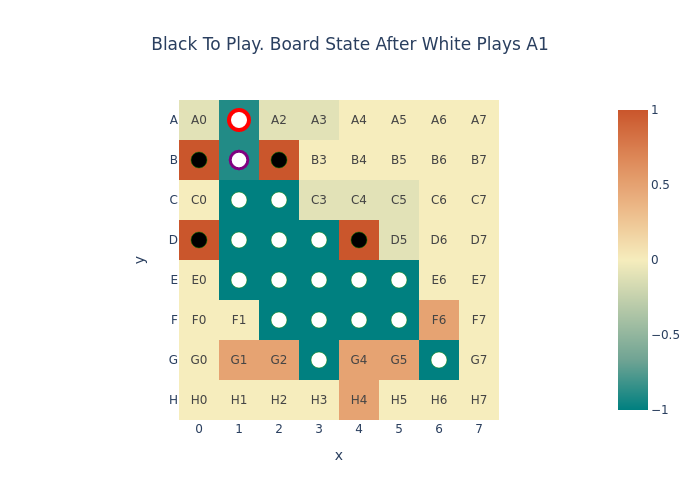 Black To Play. Board State After White Plays A1
A A0 A2 A3 A4 A5 A6 A7
B B3 B4 B5 B6 B7
C C0 C3 C4 C5 C6 C7
D D5 D6 D7
E E0 E6 E7
F F0 F1 F6 F7
G G0 G1 G2 G4 G5 G7
H H0 H1 H2 H3 H4 H5 H6 H7
0 1 2 3 4 5 6 7
x
y
1
0.5
0
−0.5
−1